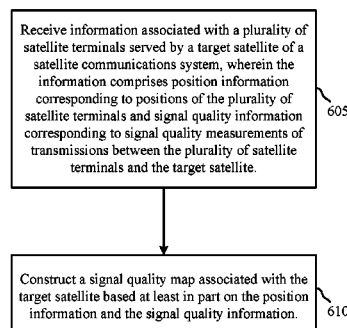 Receive information associated with a plurality of
satellite terminals served by a target satellite of a
satellite communications system, wherein the
information comprises position information
corresponding to positions of the plurality of
satellite terminals and signal quality information
corresponding to signal quality measurements of
transmissions between the plurality of satellite
terminals and the target satellite.
605
Construct a signal quality map associated with the
target satellite based at least in part on the position
information and the signal quality information.
610